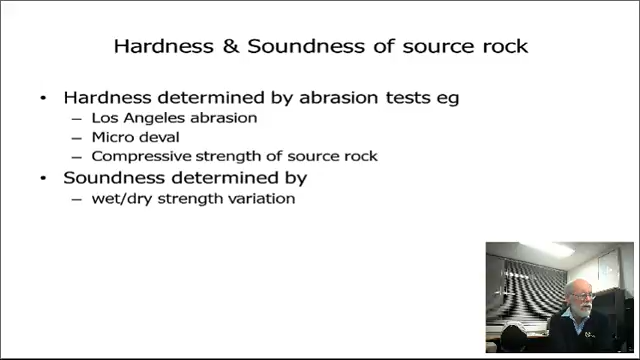 Hardness & Soundness of source rock
• Hardness determined by abrasion tests eg
– Los Angeles abrasion
– Micro deval
– Compressive strength of source rock
• Soundness determined by
– wet/dry strength variation